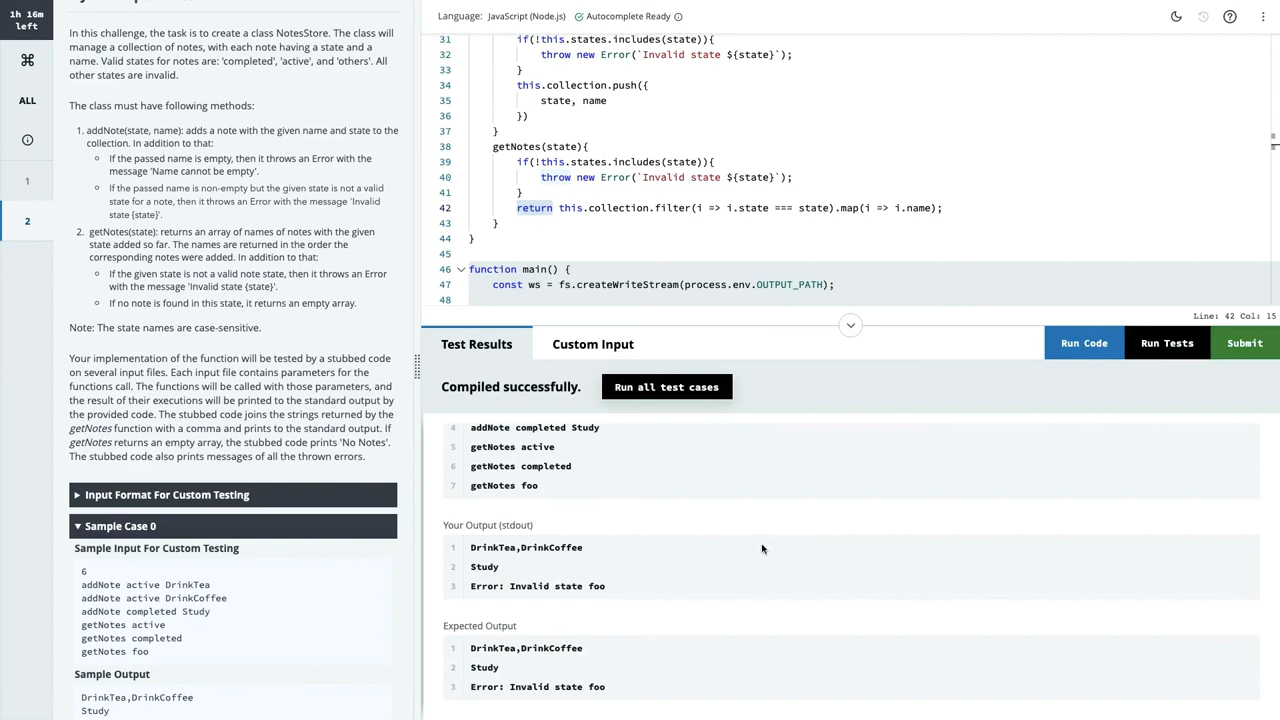 1h 16m
left
ALL
1
2
In this challenge, the task is to create a class NotesStore. The class will
manage a collection of notes, with each note having a state and a
name. Valid states for notes are: 'completed', 'active', and 'others'. All
other states are invalid.
The class must have following methods:
1. addNote(state, name): adds a note with the given name and state to the
collection. In addition to that:
If the passed name is empty, then it throws an Error with the
message 'Name cannot be empty'.
If the passed name is non-empty but the given state is not a valid
state for a note, then it throws an Error with the message 'Invalid
state {state}'.
2. getNotes(state): returns an array of names of notes with the given
state added so far. The names are returned in the order the
corresponding notes were added. In addition to that:
If the given state is not a valid note state, then it throws an Error
with the message 'Invalid state {state}'.
If no note is found in this state, it returns an empty array.
Note: The state names are case-sensitive.
Your implementation of the function will be tested by a stubbed code
on several input files. Each input file contains parameters for the
functions call. The functions will be called with those parameters, and
the result of their executions will be printed to the standard output by
the provided code. The stubbed code joins the strings returned by the
getNotes function with a comma and prints to the standard output. If
getNotes returns an empty array, the stubbed code prints 'No Notes'.
The stubbed code also prints messages of all the thrown errors.
Input Format For Custom Testing
Sample Case 0
Sample Input For Custom Testing
6
addNote active DrinkTea
addNote active DrinkCoffee
addNote completed Study
getNotes active
getNotes completed
getNotes foo
Sample Output
DrinkTea,DrinkCoffee
Study
Language: JavaScript (Node.js) Autocomplete Ready
31 if(!this.states.includes(state)){
32 throw new Error(`Invalid state ${state}`);
33 }
34 this.collection.push({
35 state, name
36 })
37 }
38 getNotes(state){
39 if(!this.states.includes(state)){
40 throw new Error(`Invalid state ${state}`);
41 }
42 return this.collection.filter(i => i.state === state).map(i => i.name);
43 }
44 }
45
46 function main() {
47 const ws = fs.createWriteStream(process.env.OUTPUT_PATH);
48
Line: 42 Col: 15
Test Results Custom Input Run Code Run Tests Submit
Compiled successfully. Run all test cases
4 addNote completed Study
5 getNotes active
6 getNotes completed
7 getNotes foo
Your Output (stdout)
1 DrinkTea,DrinkCoffee
2 Study
3 Error: Invalid state foo
Expected Output
1 DrinkTea,DrinkCoffee
2 Study
3 Error: Invalid state foo